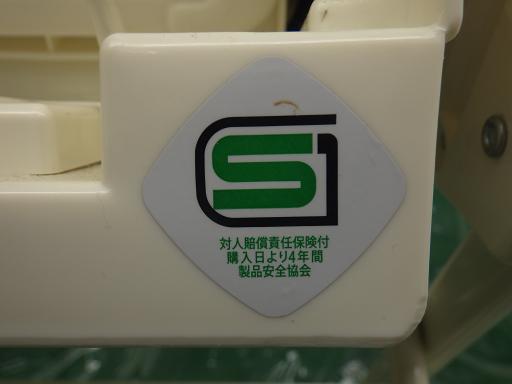 SG
対人賠償責任保険付
購入日より4年間
製品安全協会